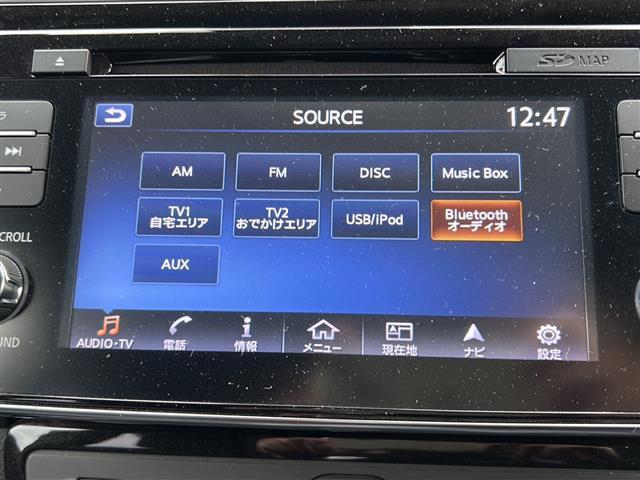 SD MAP
SOURCE
12:47
AM
FM
DISC
Music Box
TV1
自宅エリア
TV2
おでかけエリア
USB/iPod
Bluetooth
オーディオ
AUX
SCROLL
AUDIO・TV
電話
情報
メニュー
現在地
ナビ
設定